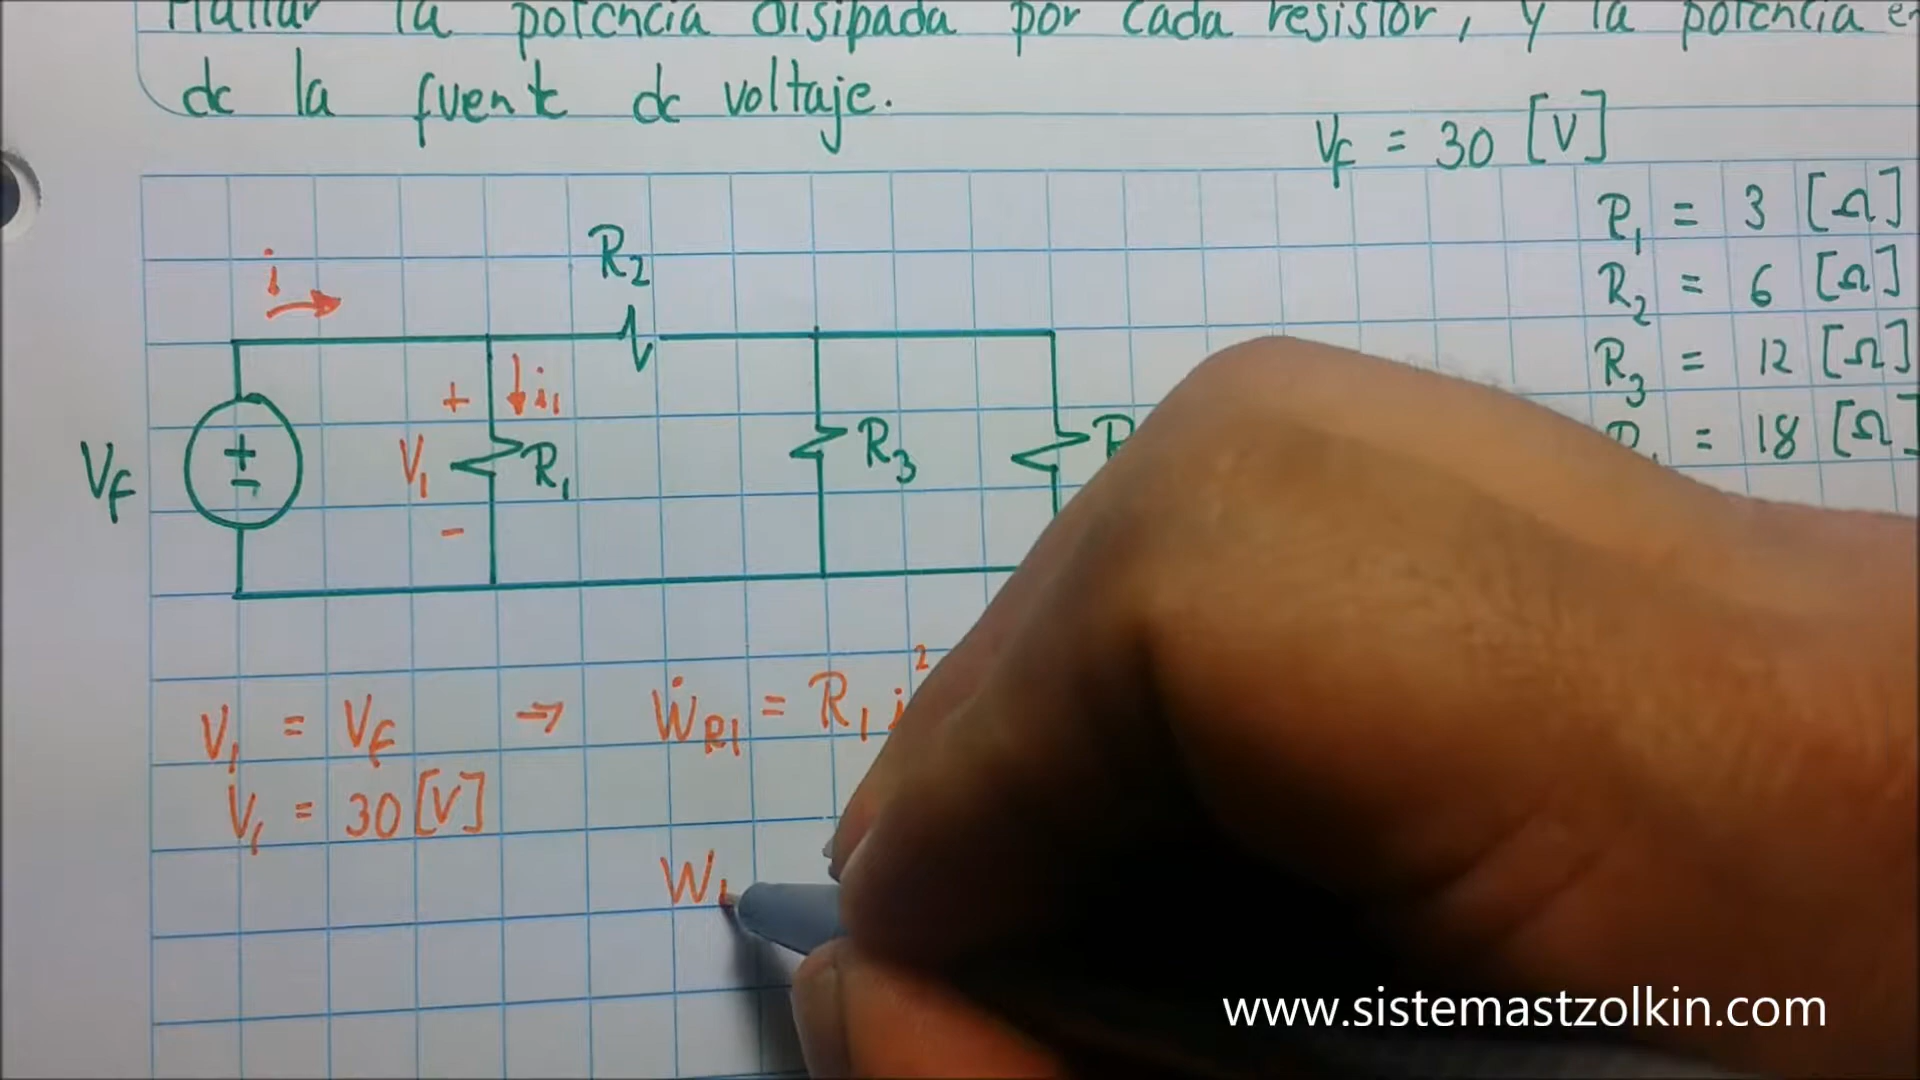 Hallar la potencia disipada por cada resistor, y la potencia
de la fuente de voltaje.
VF = 30 [V]
R1 = 3 [Ω]
R2 = 6 [Ω]
R3 = 12 [Ω]
= 18 [Ω]
i
R2
+
i1
VF
+
-
V1
R1
-
R3
V1 = VF → ẆR1 = R1 i²
V1 = 30 [V]
W
www.sistemastzolkin.com